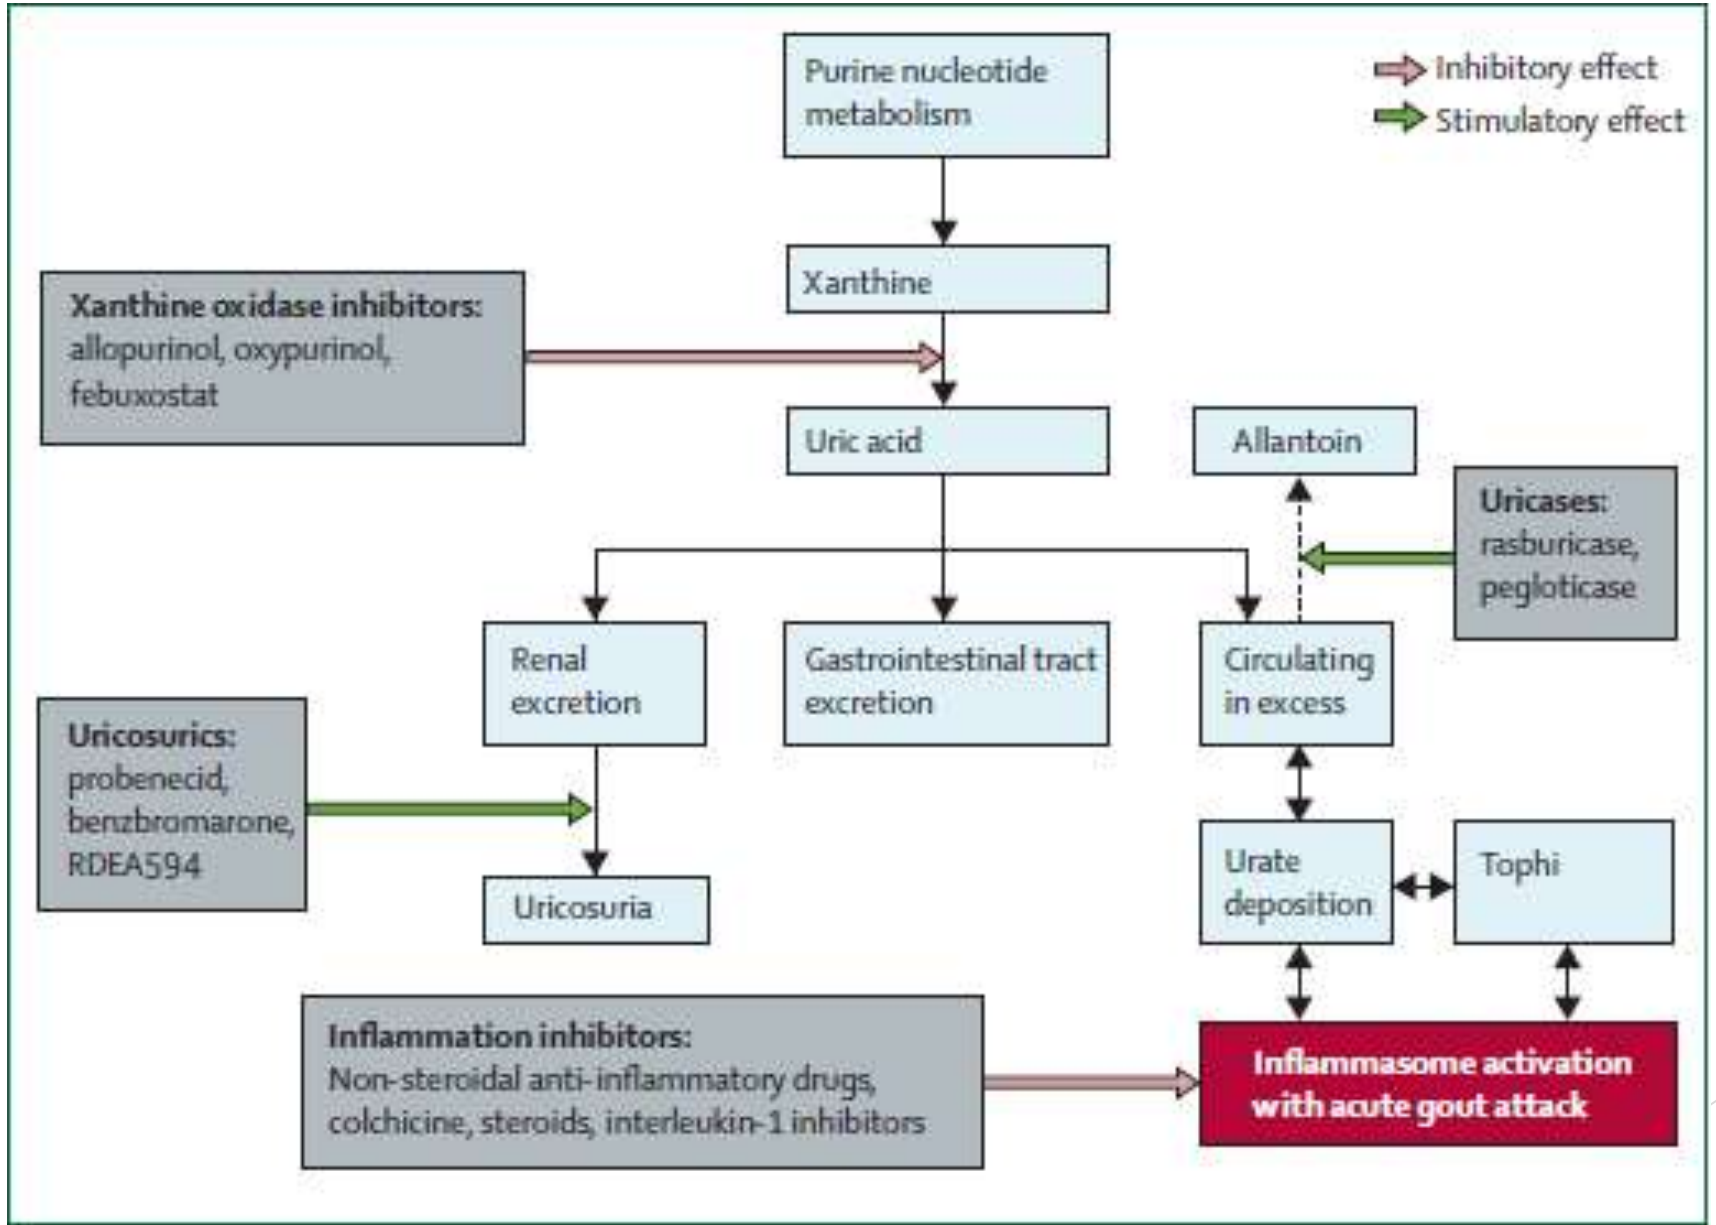 Purine nucleotide
metabolism
Inhibitory effect
Stimulatory effect
Xanthine
Xanthine oxidase inhibitors:
allopurinol, oxypurinol,
febuxostat
Uric acid
Allantoin
Uricases:
rasburicase,
pegloticase
Renal
excretion
Gastrointestinal tract
excretion
Circulating
in excess
Uricosurics:
probenecid,
benzbromarone,
RDEA594
Uricosuria
Urate
deposition
Tophi
Inflammation inhibitors:
Non-steroidal anti-inflammatory drugs,
colchicine, steroids, interleukin-1 inhibitors
Inflammasome activation
with acute gout attack